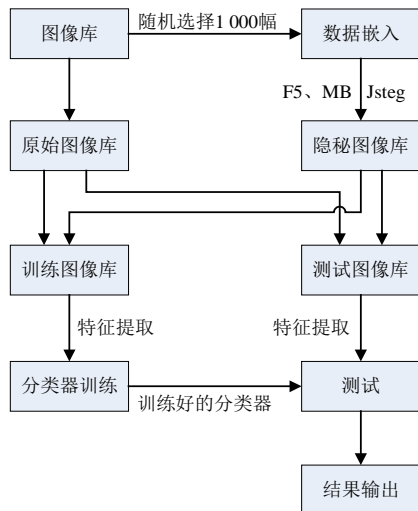 图像库
随机选择1 000幅
数据嵌入
F5、MB Jsteg
原始图像库
隐秘图像库
训练图像库
测试图像库
特征提取
特征提取
分类器训练
训练好的分类器
测试
结果输出